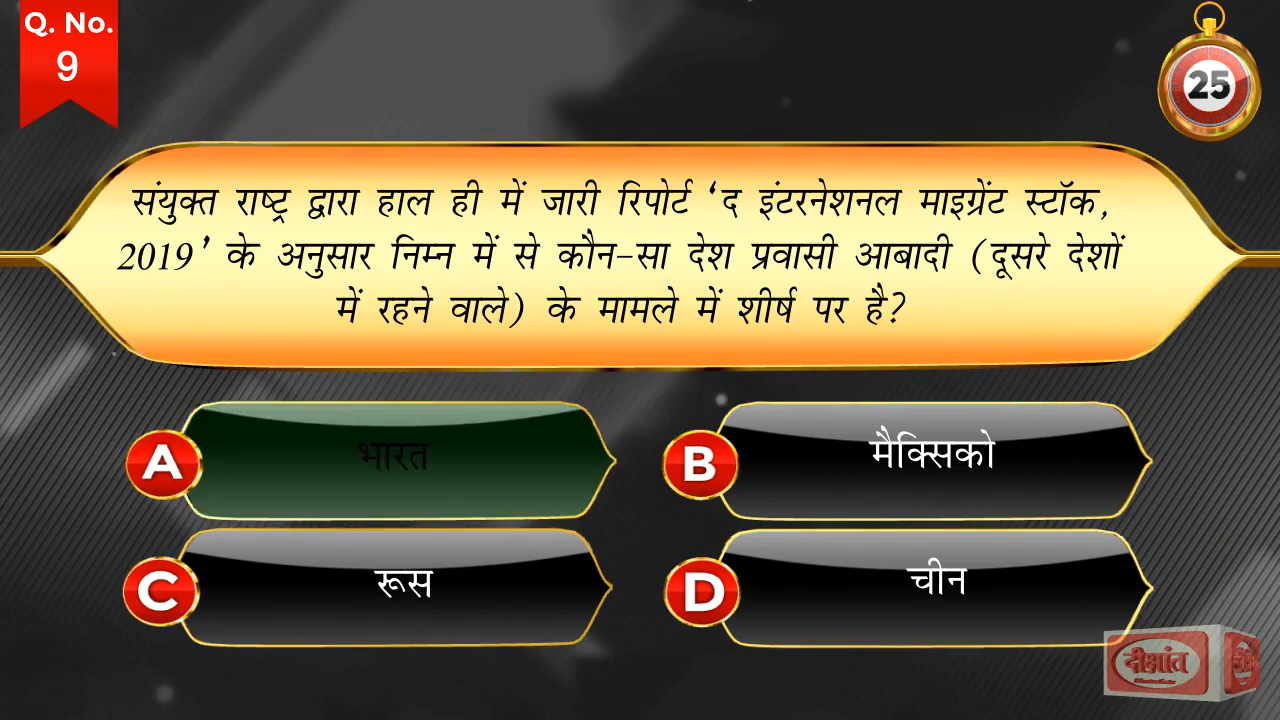 Q. No.
9
25
संयुक्त राष्ट्र द्वारा हाल ही में जारी रिपोर्ट ‘द इंटरनेशनल माइग्रेंट स्टॉक,
2019’ के अनुसार निम्न में से कौन-सा देश प्रवासी आबादी (दूसरे देशों
में रहने वाले) के मामले में शीर्ष पर है?
A भारत
B मैक्सिको
C रूस
D चीन
दीक्षांत